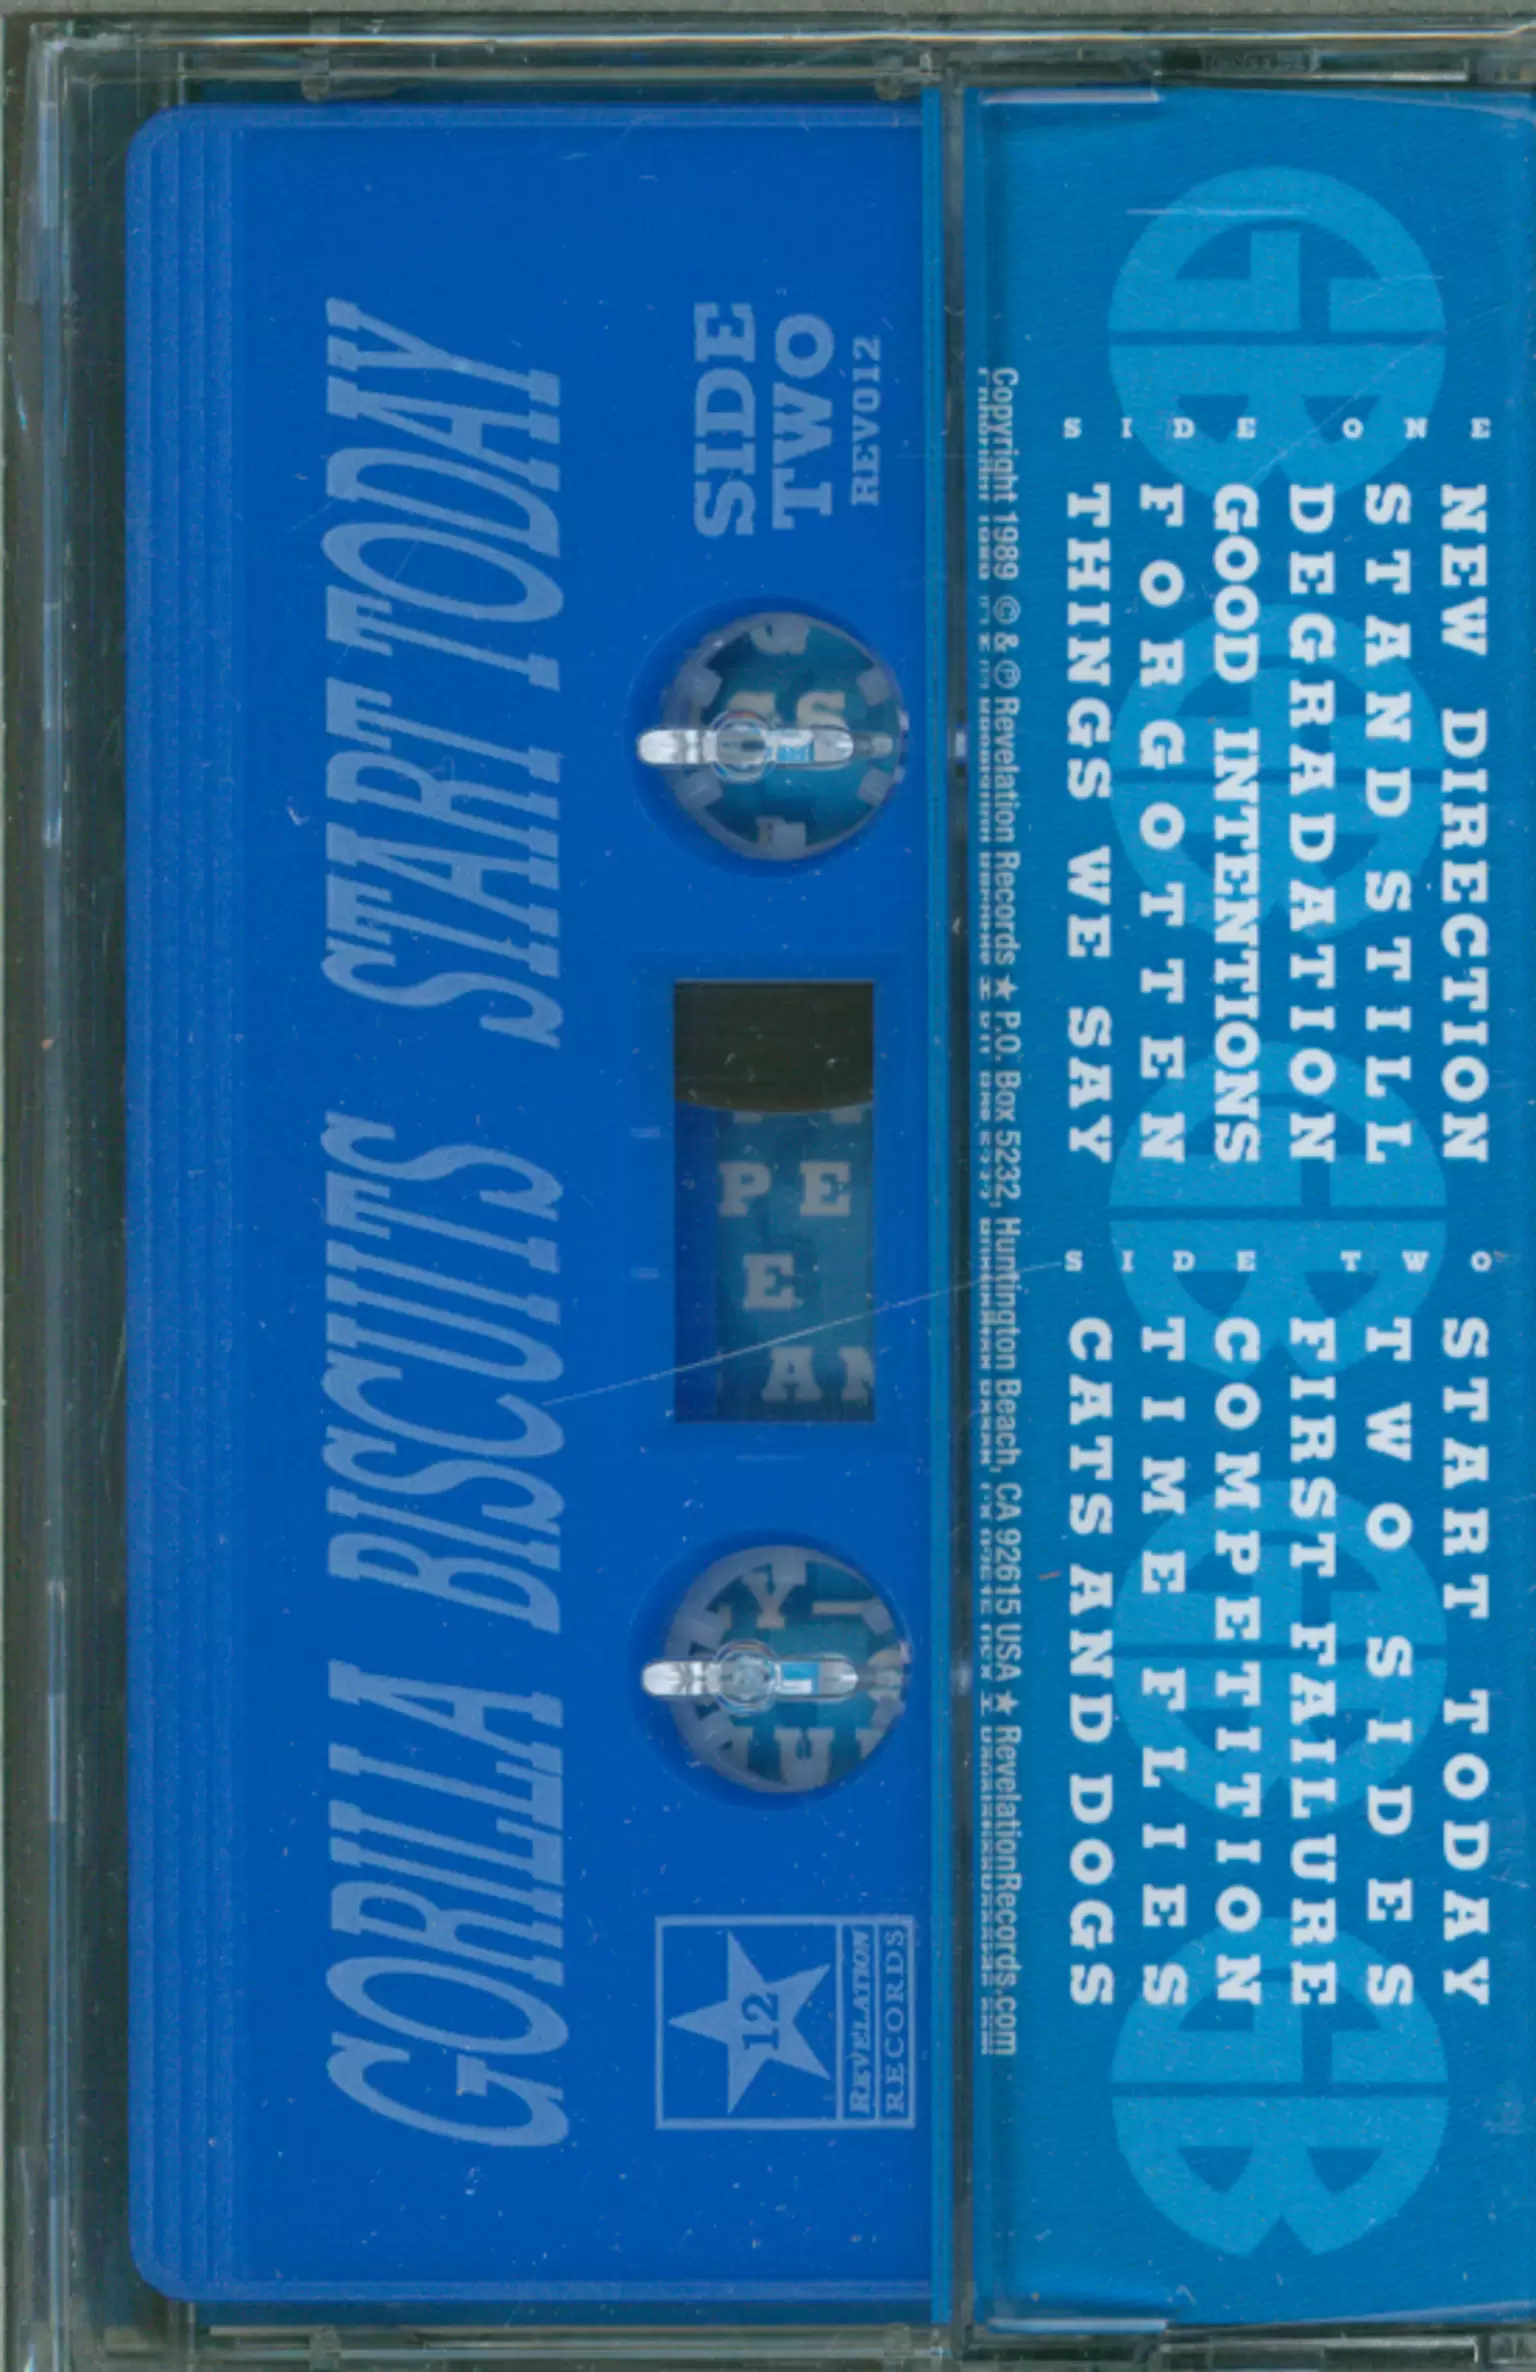 SIDE ONE
NEW DIRECTION
STAND STILL
DEGRADATION
GOOD INTENTIONS
FORGOTTEN
THINGS WE SAY
SIDE TWO
START TODAY
TWO SIDES
FIRST FAILURE
COMPETITION
TIME FLIES
CATS AND DOGS
Copyright 1989 © & ℗ Revelation Records ★ P.O. Box 5232, Huntington Beach, CA 92615 USA ★ RevelationRecords.com
GORILLA BISCUITS START TODAY
SIDE
TWO
REV012
12
REVELATION
RECORDS
P E
E
A